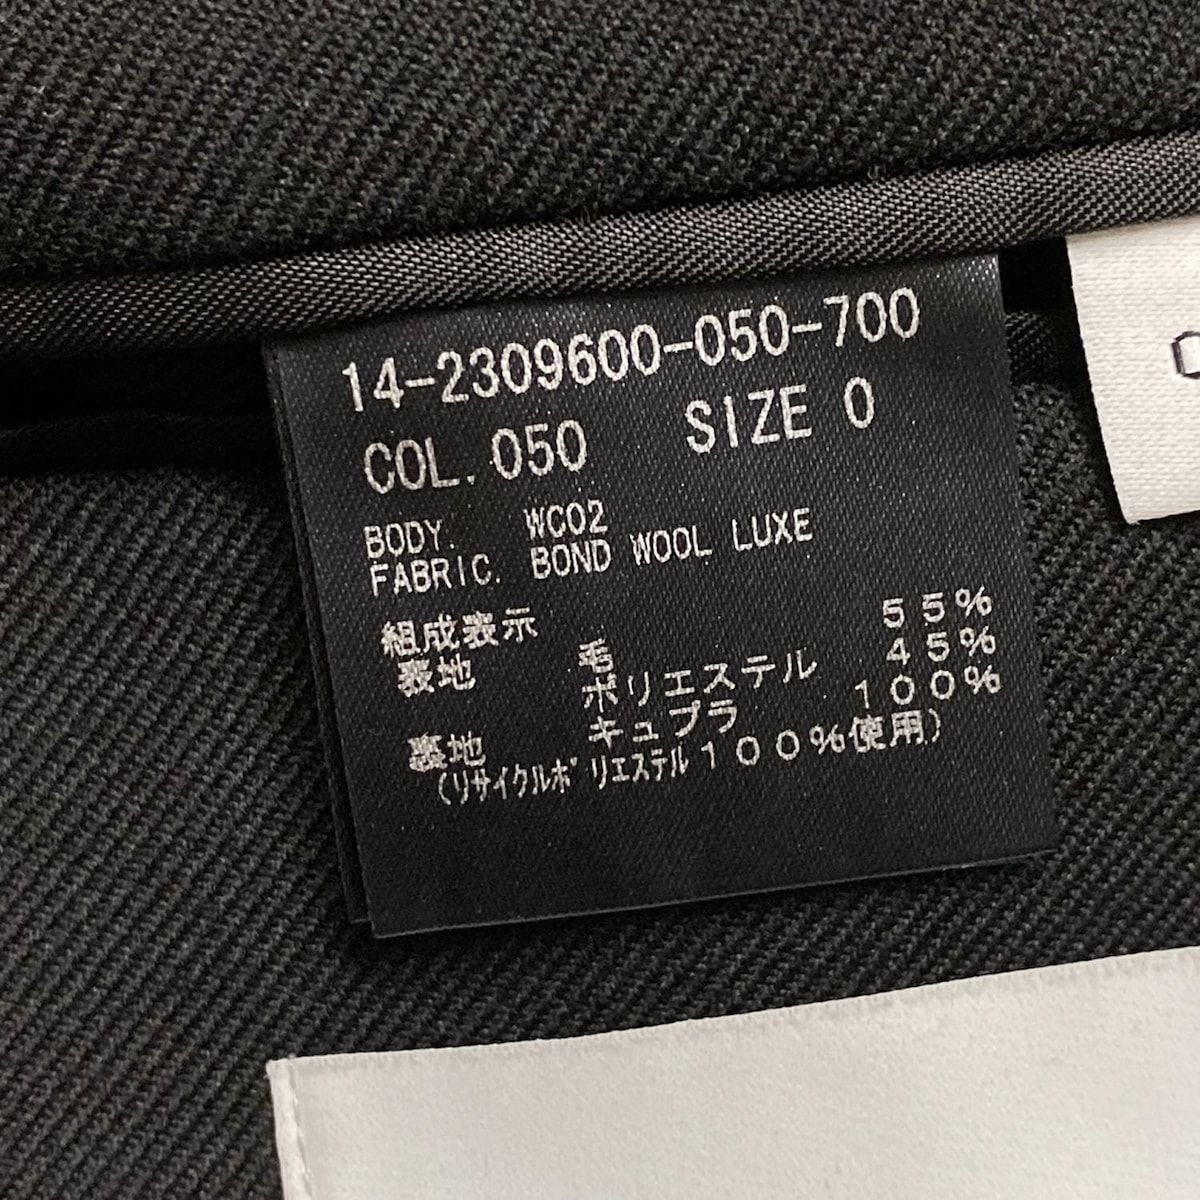 14-2309600-050-700
COL. 050 SIZE 0
BODY. WC02
FABRIC. BOND WOOL LUXE
組成表示
表地 毛 55%
ポリエステル 45%
裏地 キュプラ 100%
(リサイクルポリエステル100%使用)